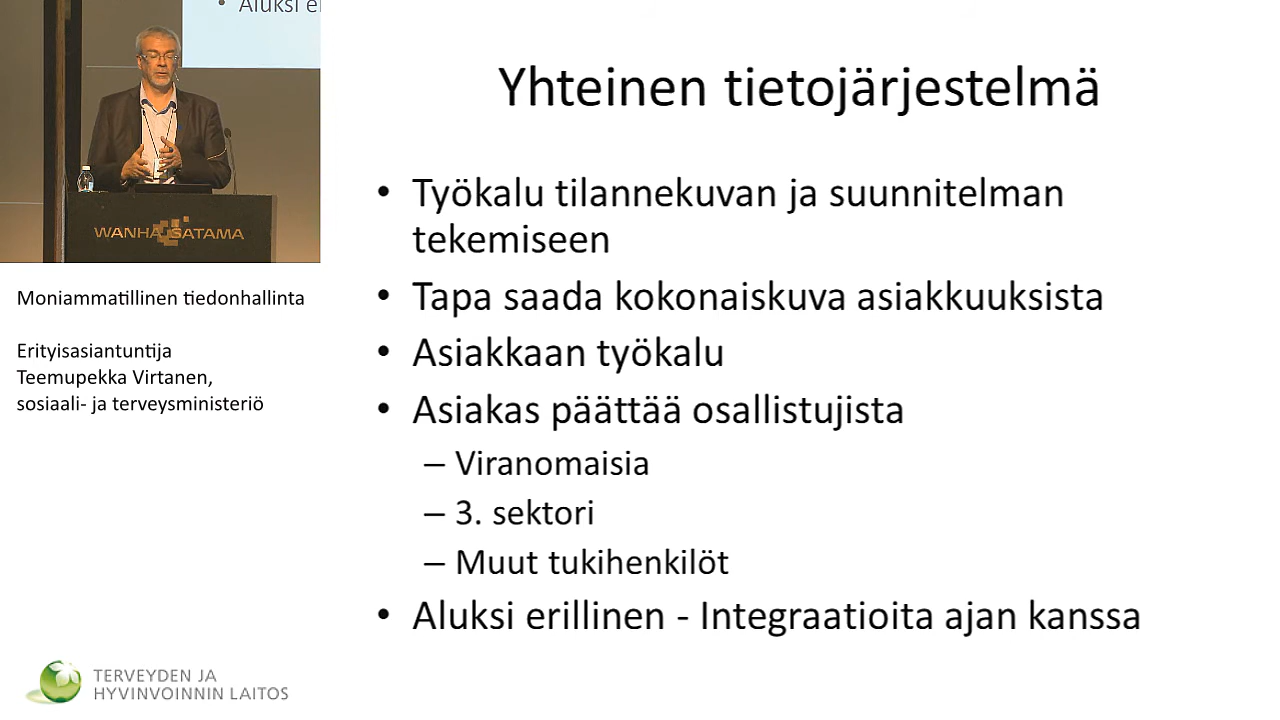 • Aluksi
WANHA SATAMA
Moniammatillinen tiedonhallinta
Erityisasiantuntija
Teemupekka Virtanen,
sosiaali- ja terveysministeriö
TERVEYDEN JA
HYVINVOINNIN LAITOS
Yhteinen tietojärjestelmä
• Työkalu tilannekuvan ja suunnitelman
tekemiseen
• Tapa saada kokonaiskuva asiakkuuksista
• Asiakkaan työkalu
• Asiakas päättää osallistujista
– Viranomaisia
– 3. sektori
– Muut tukihenkilöt
• Aluksi erillinen - Integraatioita ajan kanssa